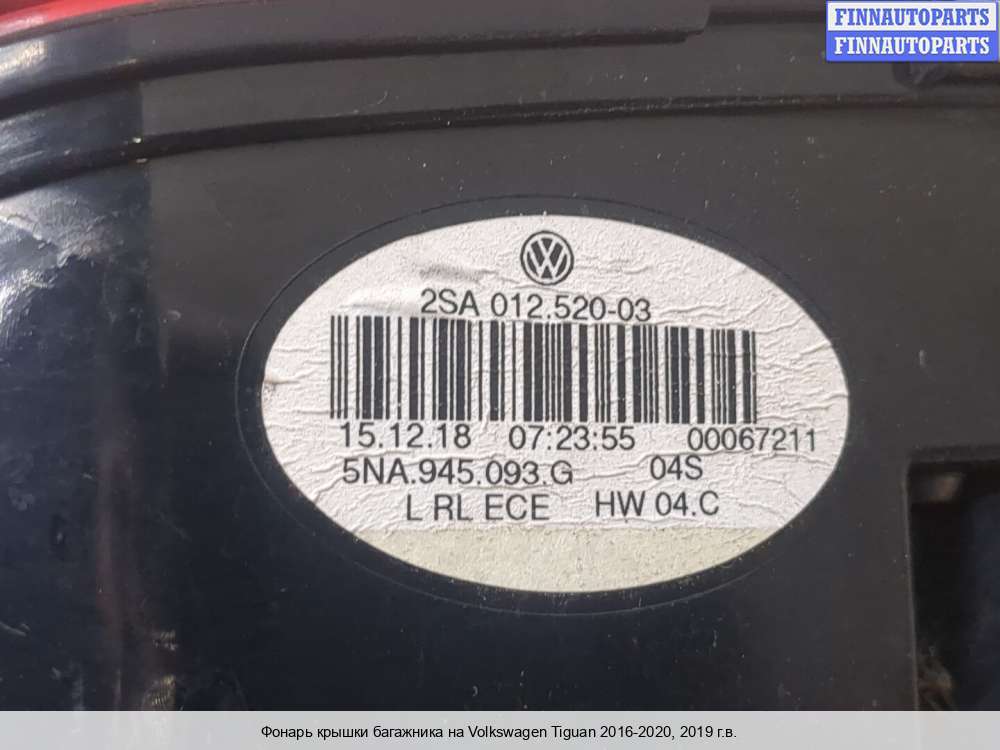 FINNAUTOPARTS
FINNAUTOPARTS
2SA 012.520-03
15.12.18 07:23:55 00067211
5NA.945.093.G 04S
L RL ECE HW 04.C
Фонарь крышки багажника на Volkswagen Tiguan 2016-2020, 2019 г.в.